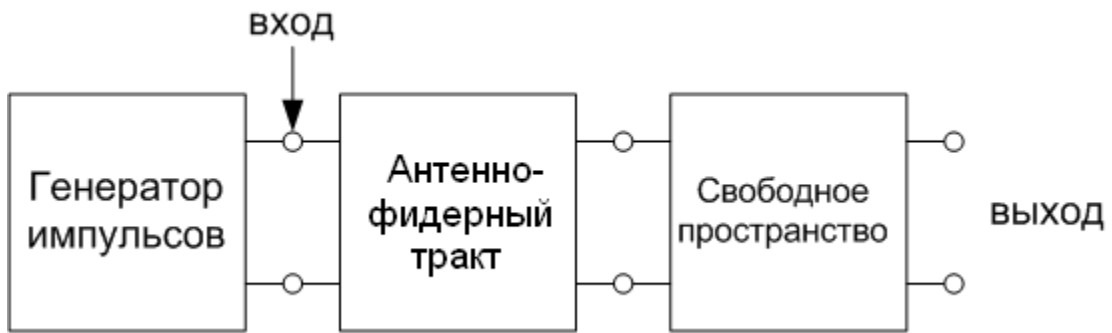 вход
Генератор
импульсов
Антенно-
фидерный
тракт
Свободное
пространство
выход